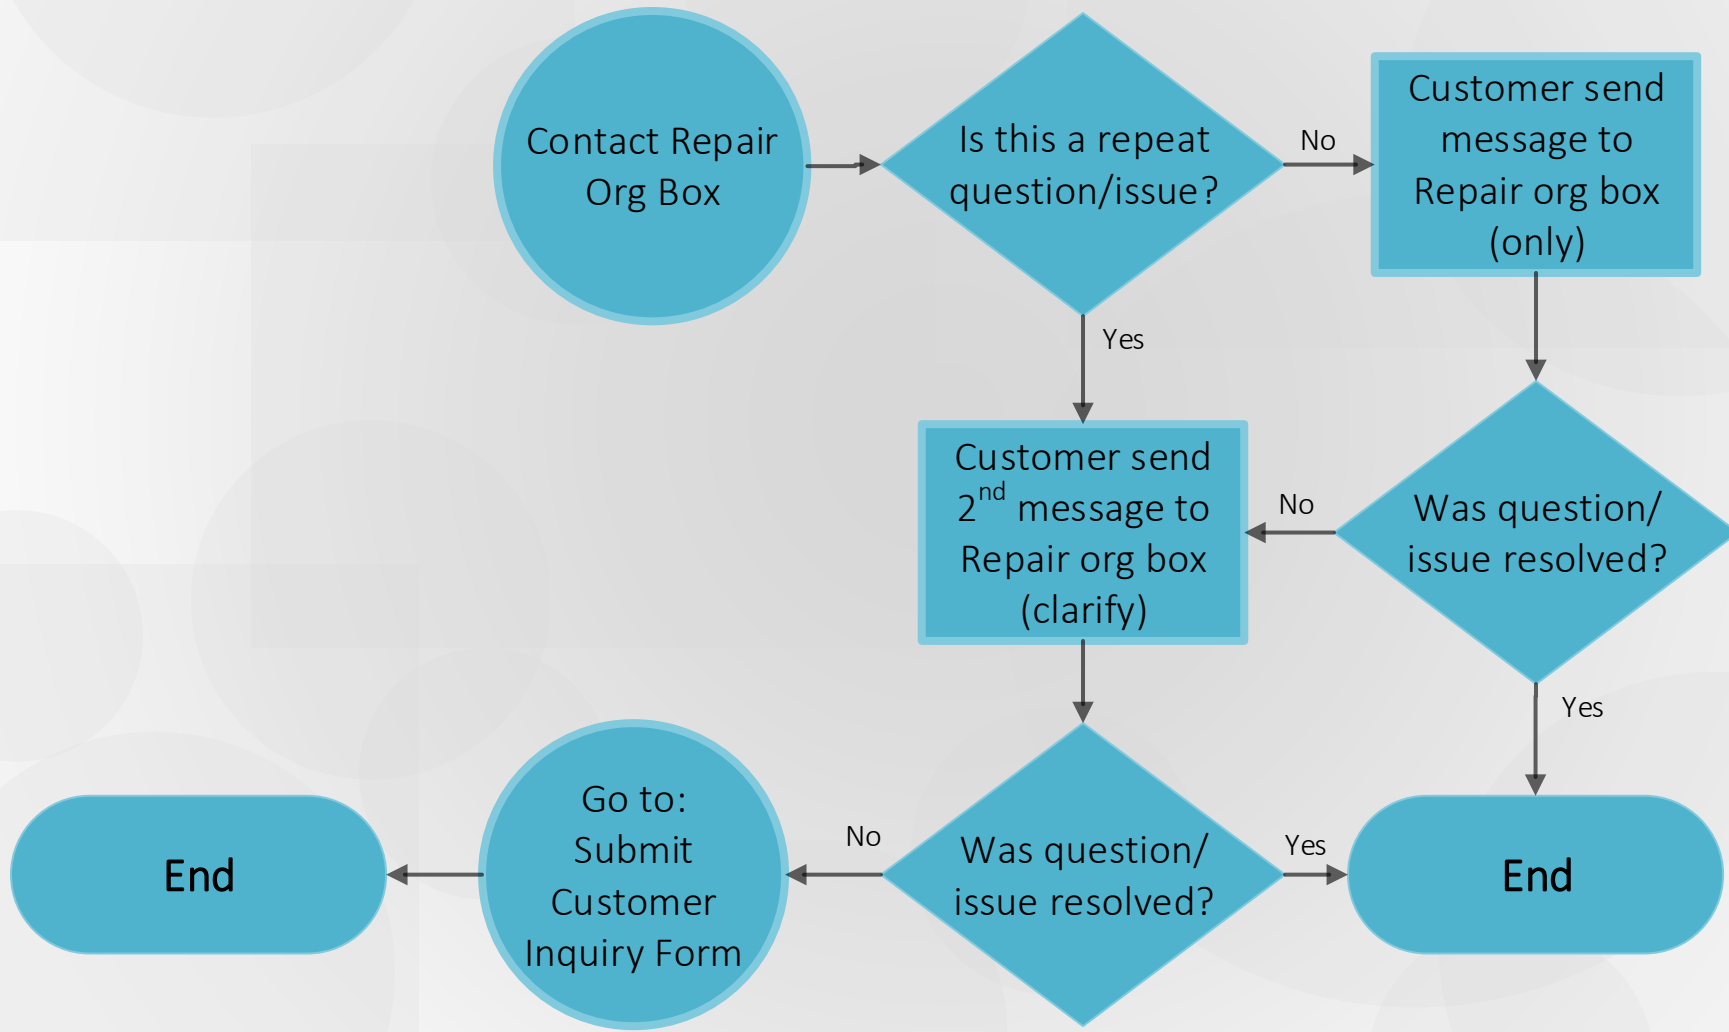 Contact Repair
Org Box
Is this a repeat
question/issue?
No
Customer send
message to
Repair org box
(only)
Yes
Customer send
2nd message to
Repair org box
(clarify)
No
Was question/
issue resolved?
Yes
End
Go to:
Submit
Customer
Inquiry Form
No
Was question/
issue resolved?
Yes
End